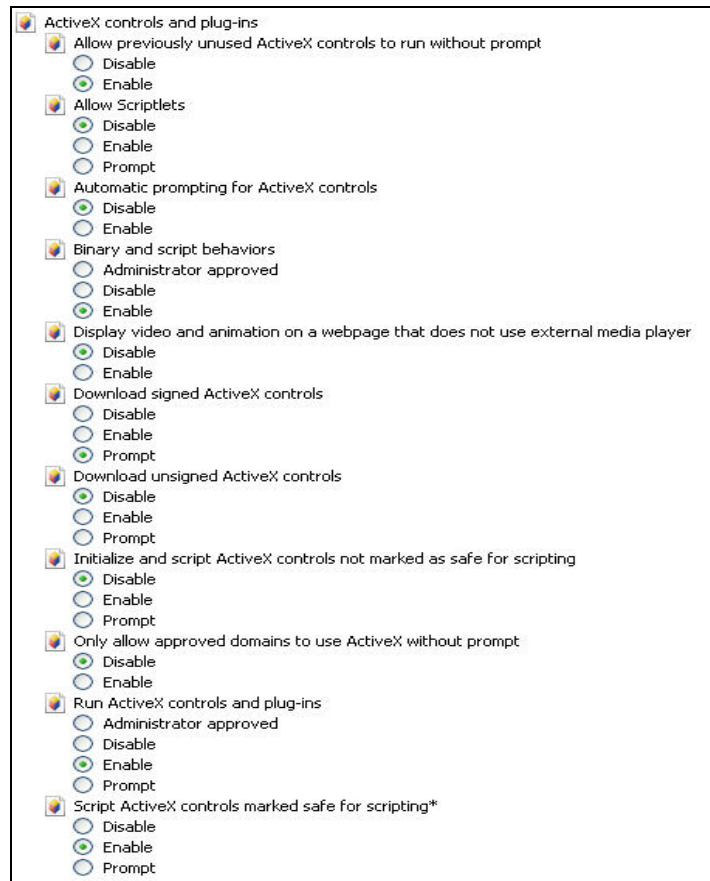 ActiveX controls and plug-ins
Allow previously unused ActiveX controls to run without prompt
Disable
Enable
Allow Scriptlets
Disable
Enable
Prompt
Automatic prompting for ActiveX controls
Disable
Enable
Binary and script behaviors
Administrator approved
Disable
Enable
Display video and animation on a webpage that does not use external media player
Disable
Enable
Download signed ActiveX controls
Disable
Enable
Prompt
Download unsigned ActiveX controls
Disable
Enable
Prompt
Initialize and script ActiveX controls not marked as safe for scripting
Disable
Enable
Prompt
Only allow approved domains to use ActiveX without prompt
Disable
Enable
Run ActiveX controls and plug-ins
Administrator approved
Disable
Enable
Prompt
Script ActiveX controls marked safe for scripting*
Disable
Enable
Prompt